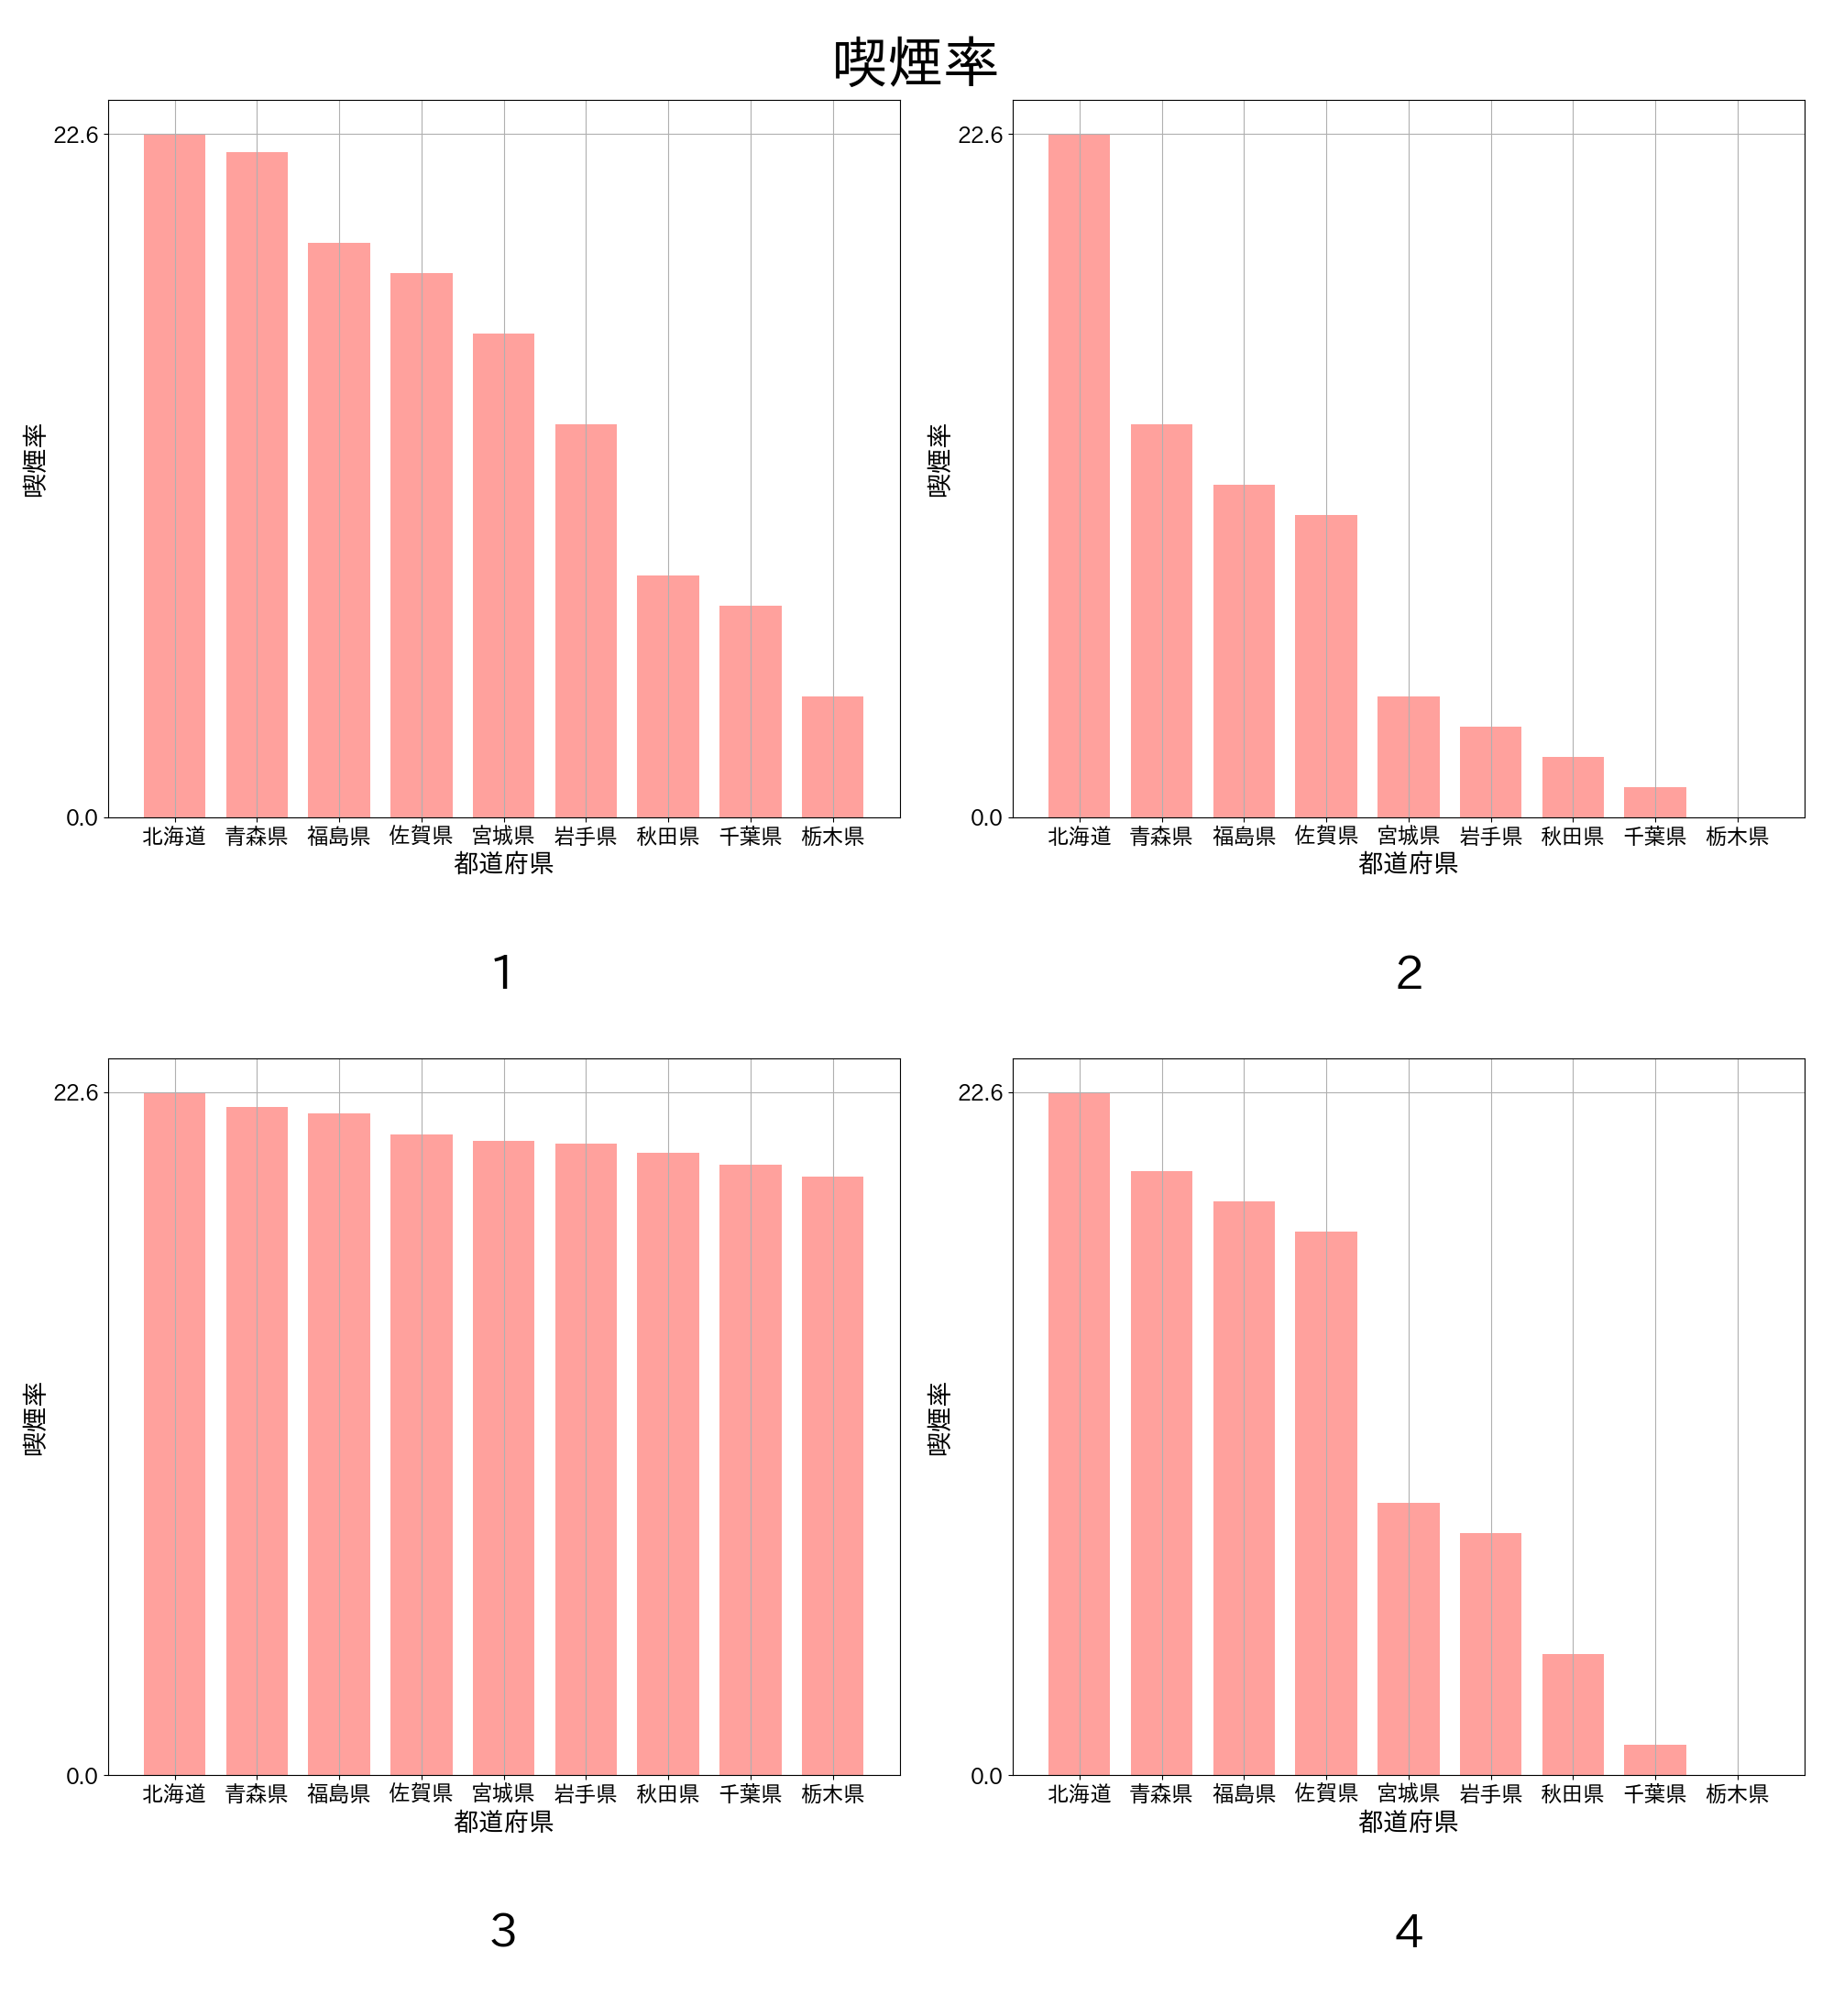 喫煙率
22.6
0.0
喫煙率
北海道 青森県 福島県 佐賀県 宮城県 岩手県 秋田県 千葉県 栃木県
都道府県
1
22.6
0.0
喫煙率
北海道 青森県 福島県 佐賀県 宮城県 岩手県 秋田県 千葉県 栃木県
都道府県
2
22.6
0.0
喫煙率
北海道 青森県 福島県 佐賀県 宮城県 岩手県 秋田県 千葉県 栃木県
都道府県
3
22.6
0.0
喫煙率
北海道 青森県 福島県 佐賀県 宮城県 岩手県 秋田県 千葉県 栃木県
都道府県
4